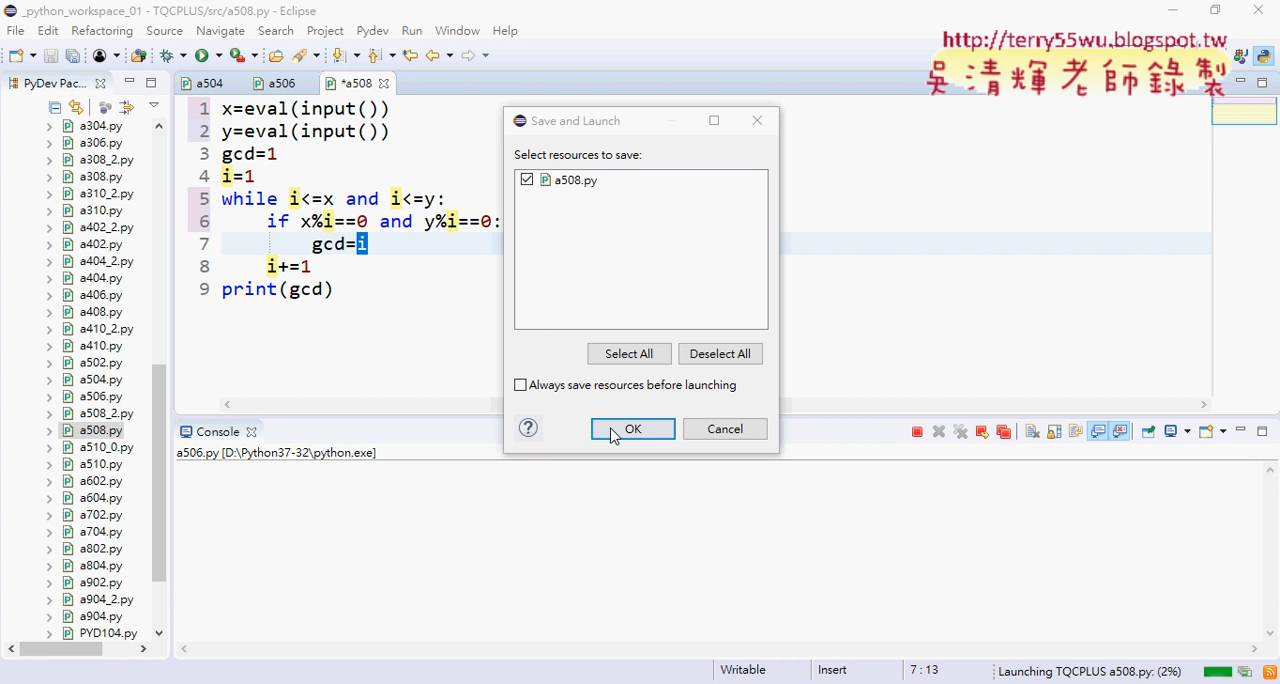 _python_workspace_01 - TQCPLUS/src/a508.py - Eclipse
File Edit Refactoring Source Navigate Search Project Pydev Run Window Help
http://terry55wu.blogspot.tw
吳清輝老師錄製
PyDev Pac...
a504
a506
*a508
a304.py
a306.py
a308_2.py
a308.py
a310_2.py
a310.py
a402_2.py
a402.py
a404_2.py
a404.py
a406.py
a408.py
a410_2.py
a410.py
a502.py
a504.py
a506.py
a508_2.py
a508.py
a510_0.py
a510.py
a602.py
a604.py
a702.py
a704.py
a802.py
a804.py
a902.py
a904_2.py
a904.py
PYD104.py
1 x=eval(input())
2 y=eval(input())
3 gcd=1
4 i=1
5 while i<=x and i<=y:
6 if x%i==0 and y%i==0:
7 gcd=i
8 i+=1
9 print(gcd)
Save and Launch
Select resources to save:
a508.py
Select All
Deselect All
Always save resources before launching
OK
Cancel
Console
a506.py [D:\Python37-32\python.exe]
Writable
Insert
7 : 13
Launching TQCPLUS a508.py: (2%)